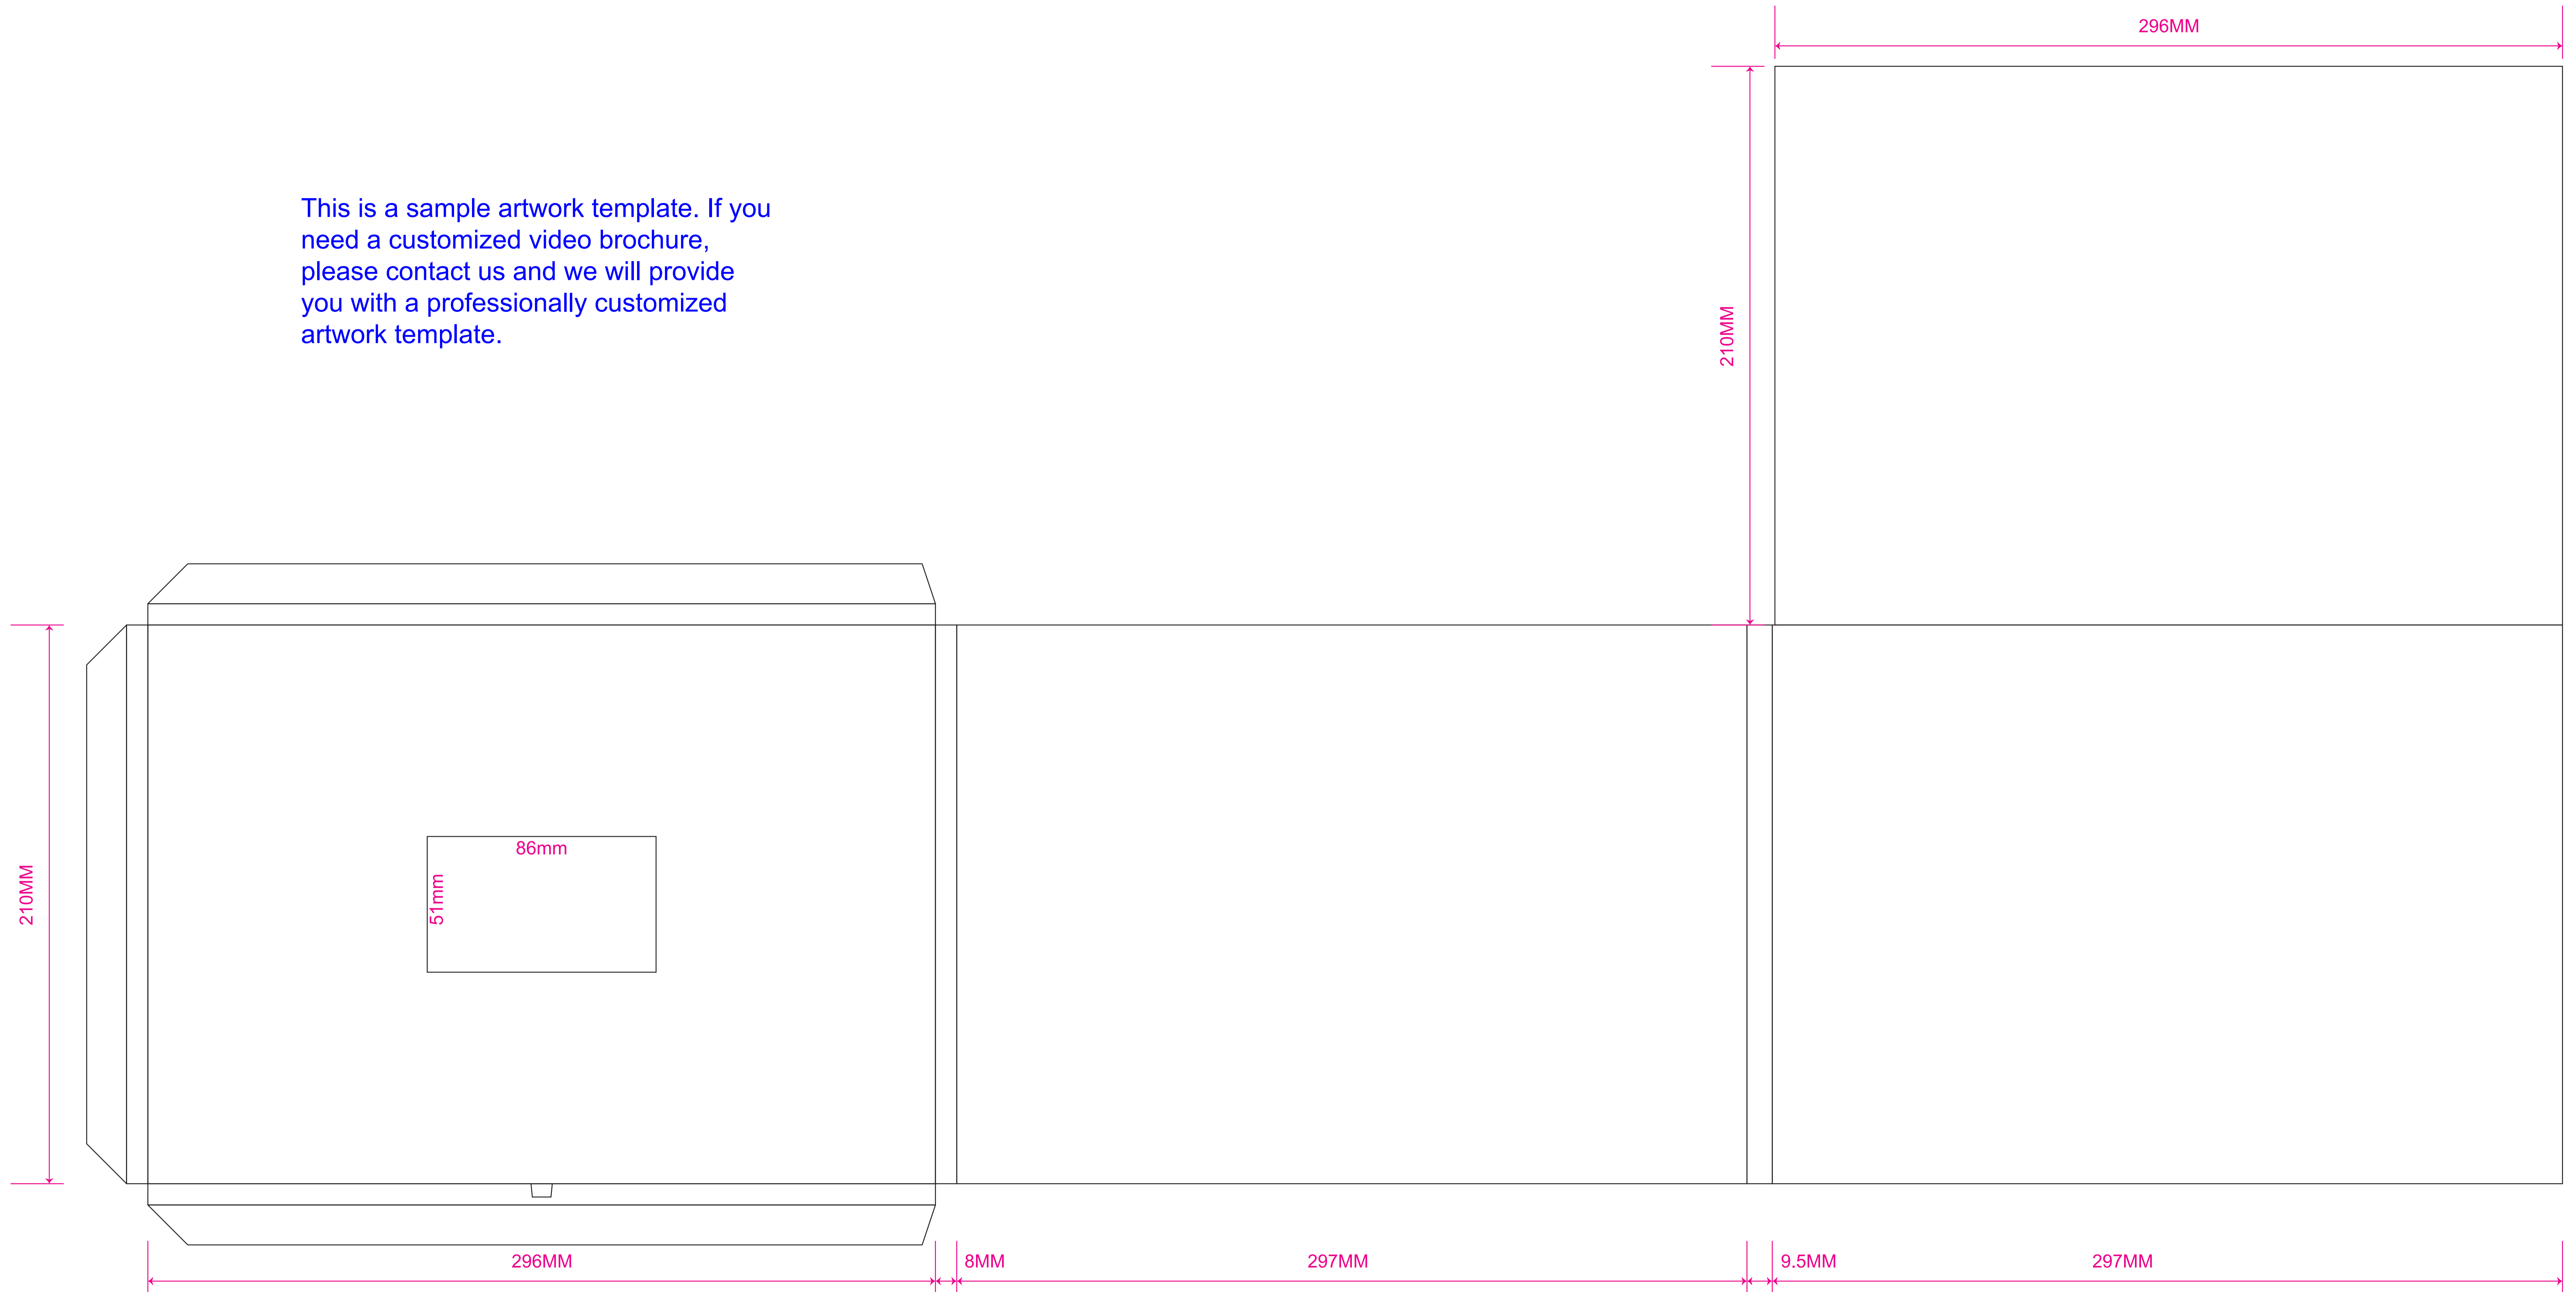 296MM
This is a sample artwork template. If you
need a customized video brochure,
please contact us and we will provide
you with a professionally customized
artwork template.
210MM
86mm
51mm
210MM
296MM
8MM
297MM
9.5MM
297MM